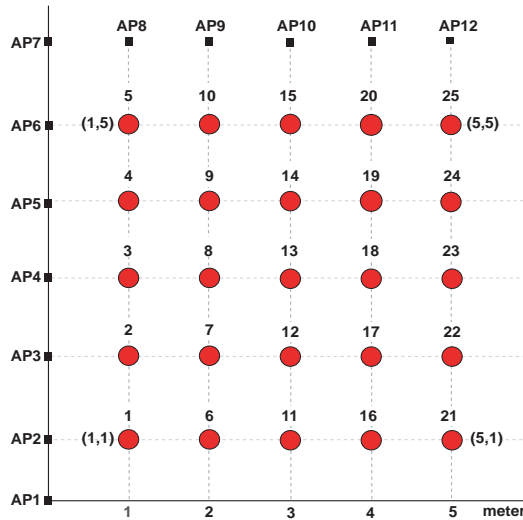 AP8 AP9 AP10 AP11 AP12
AP7
5 10 15 20 25
AP6 (1,5) (5,5)
4 9 14 19 24
AP5
3 8 13 18 23
AP4
2 7 12 17 22
AP3
1 6 11 16 21
AP2 (1,1) (5,1)
AP1
1 2 3 4 5 meter